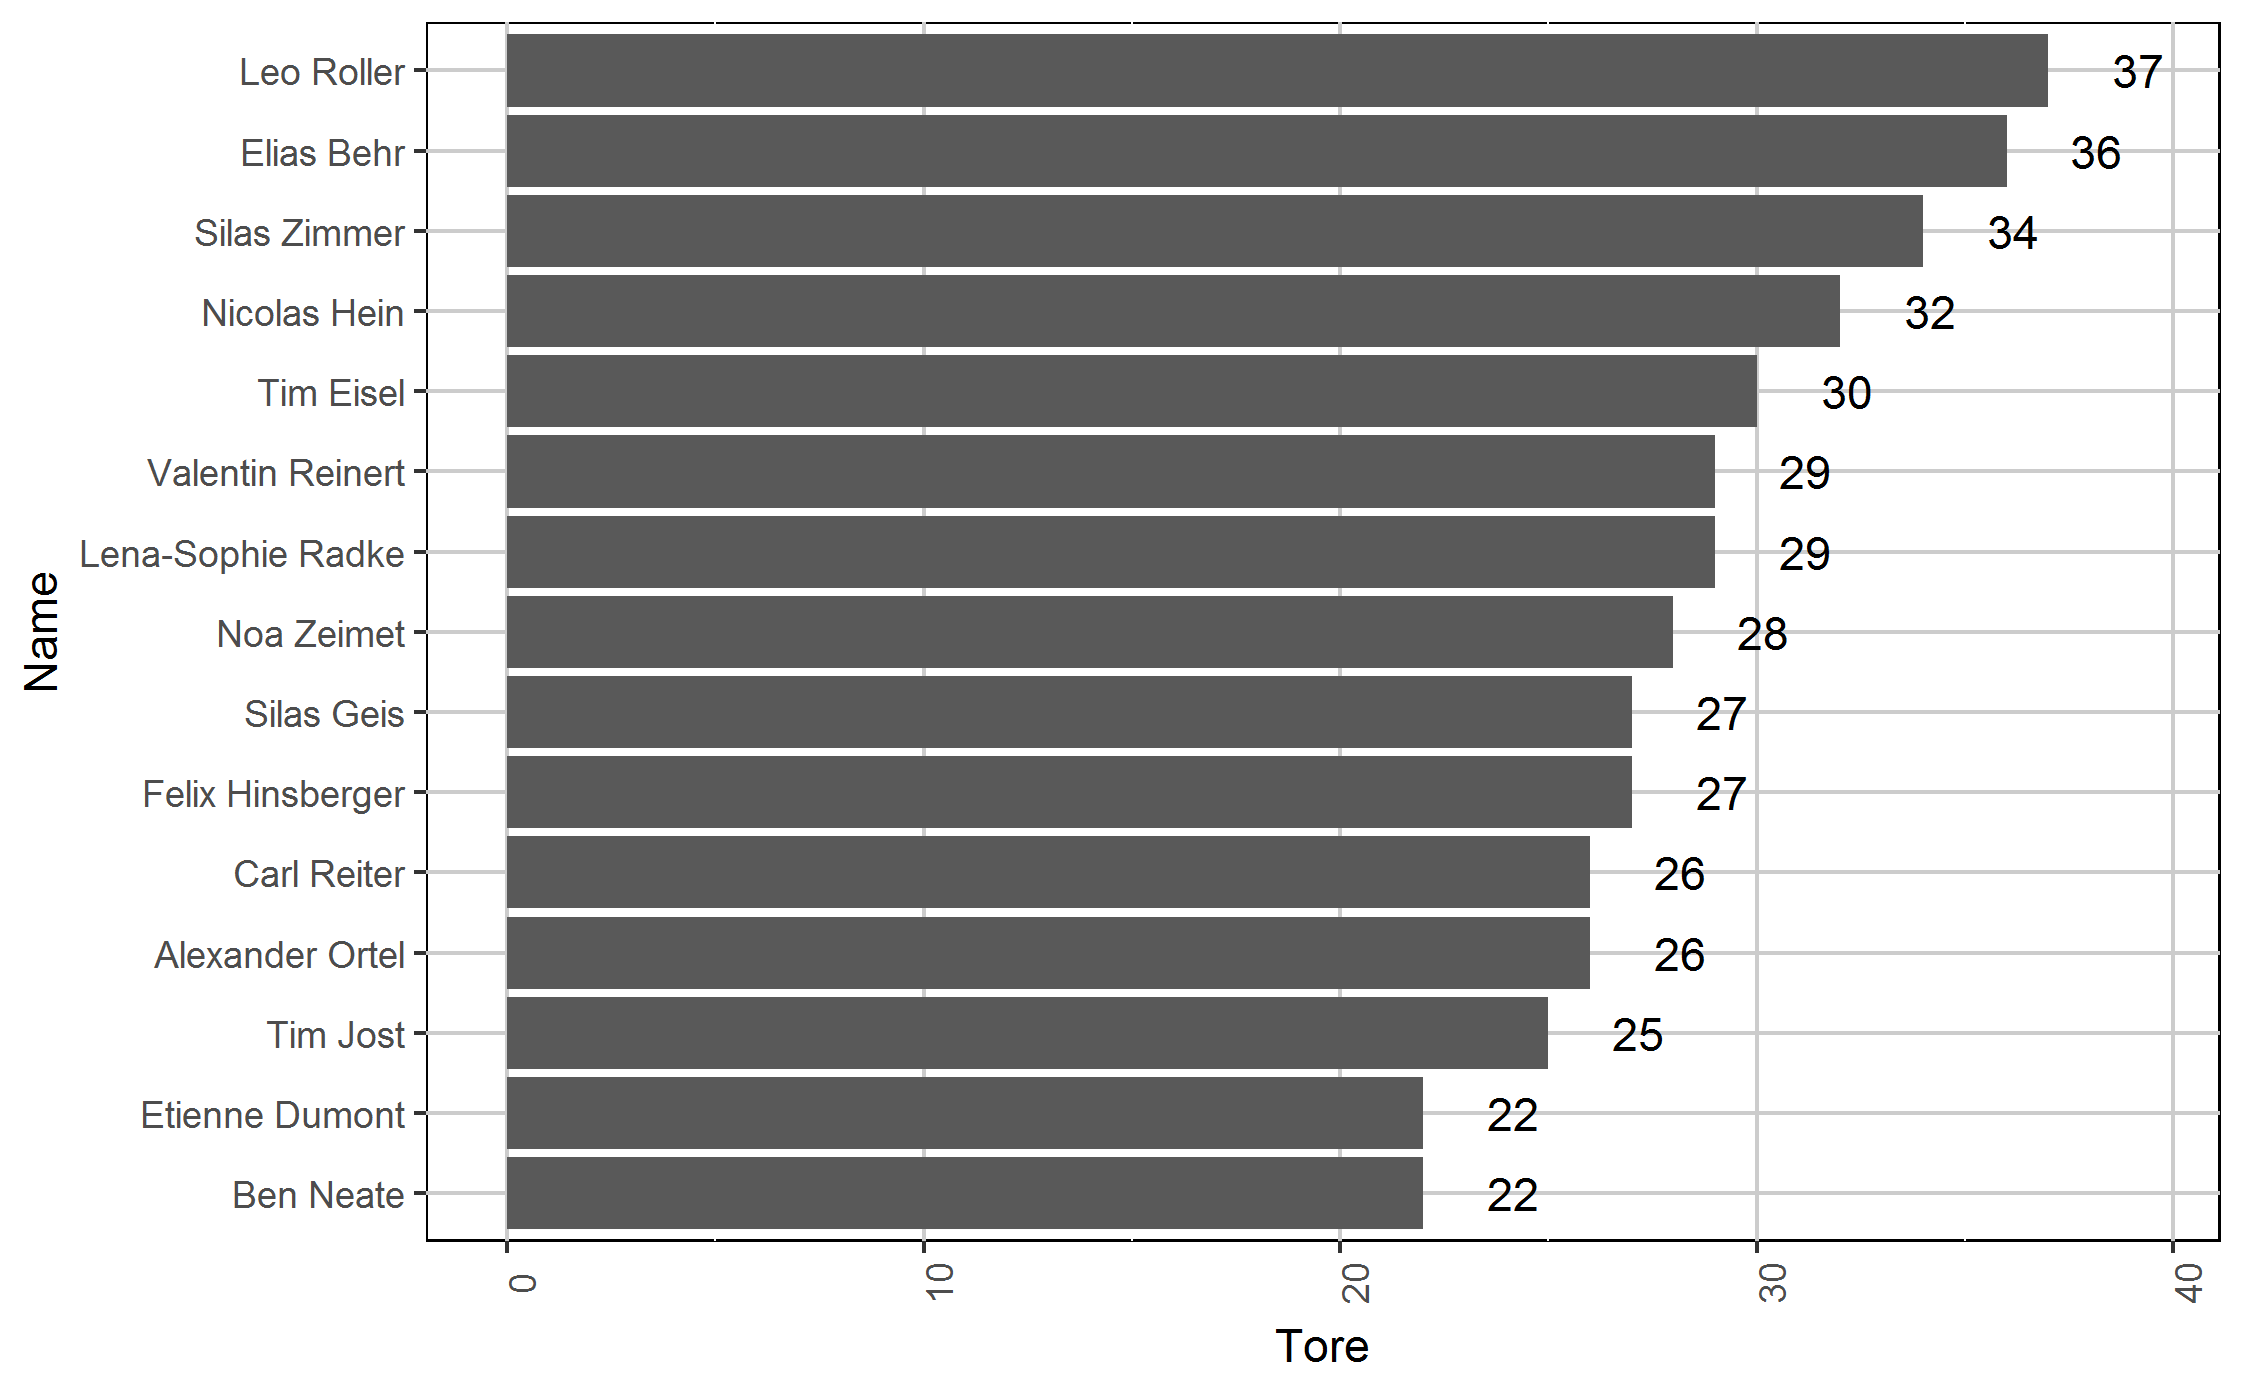 Leo Roller 37
Elias Behr 36
Silas Zimmer 34
Nicolas Hein 32
Tim Eisel 30
Valentin Reinert 29
Lena-Sophie Radke 29
Noa Zeimet 28
Silas Geis 27
Felix Hinsberger 27
Carl Reiter 26
Alexander Ortel 26
Tim Jost 25
Etienne Dumont 22
Ben Neate 22
Name
0 10 20 30 40
Tore